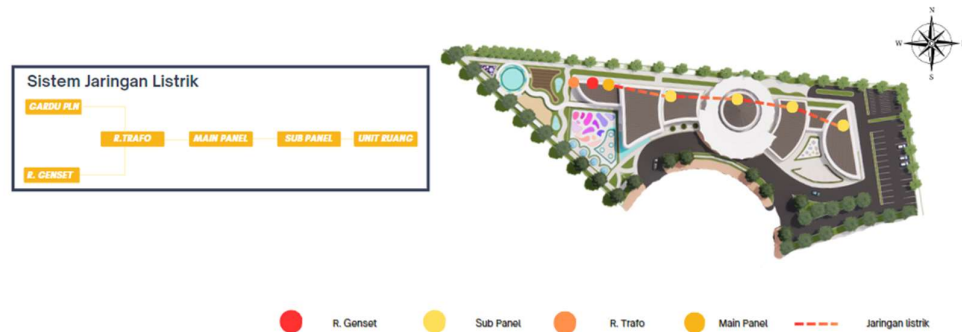 Sistem Jaringan Listrik
GARDU PLN
R.TRAFO
MAIN PANEL
SUB PANEL
UNIT RUANG
R. GENSET
N
W
S
R. Genset
Sub Panel
R. Trafo
Main Panel
Jaringan listrik